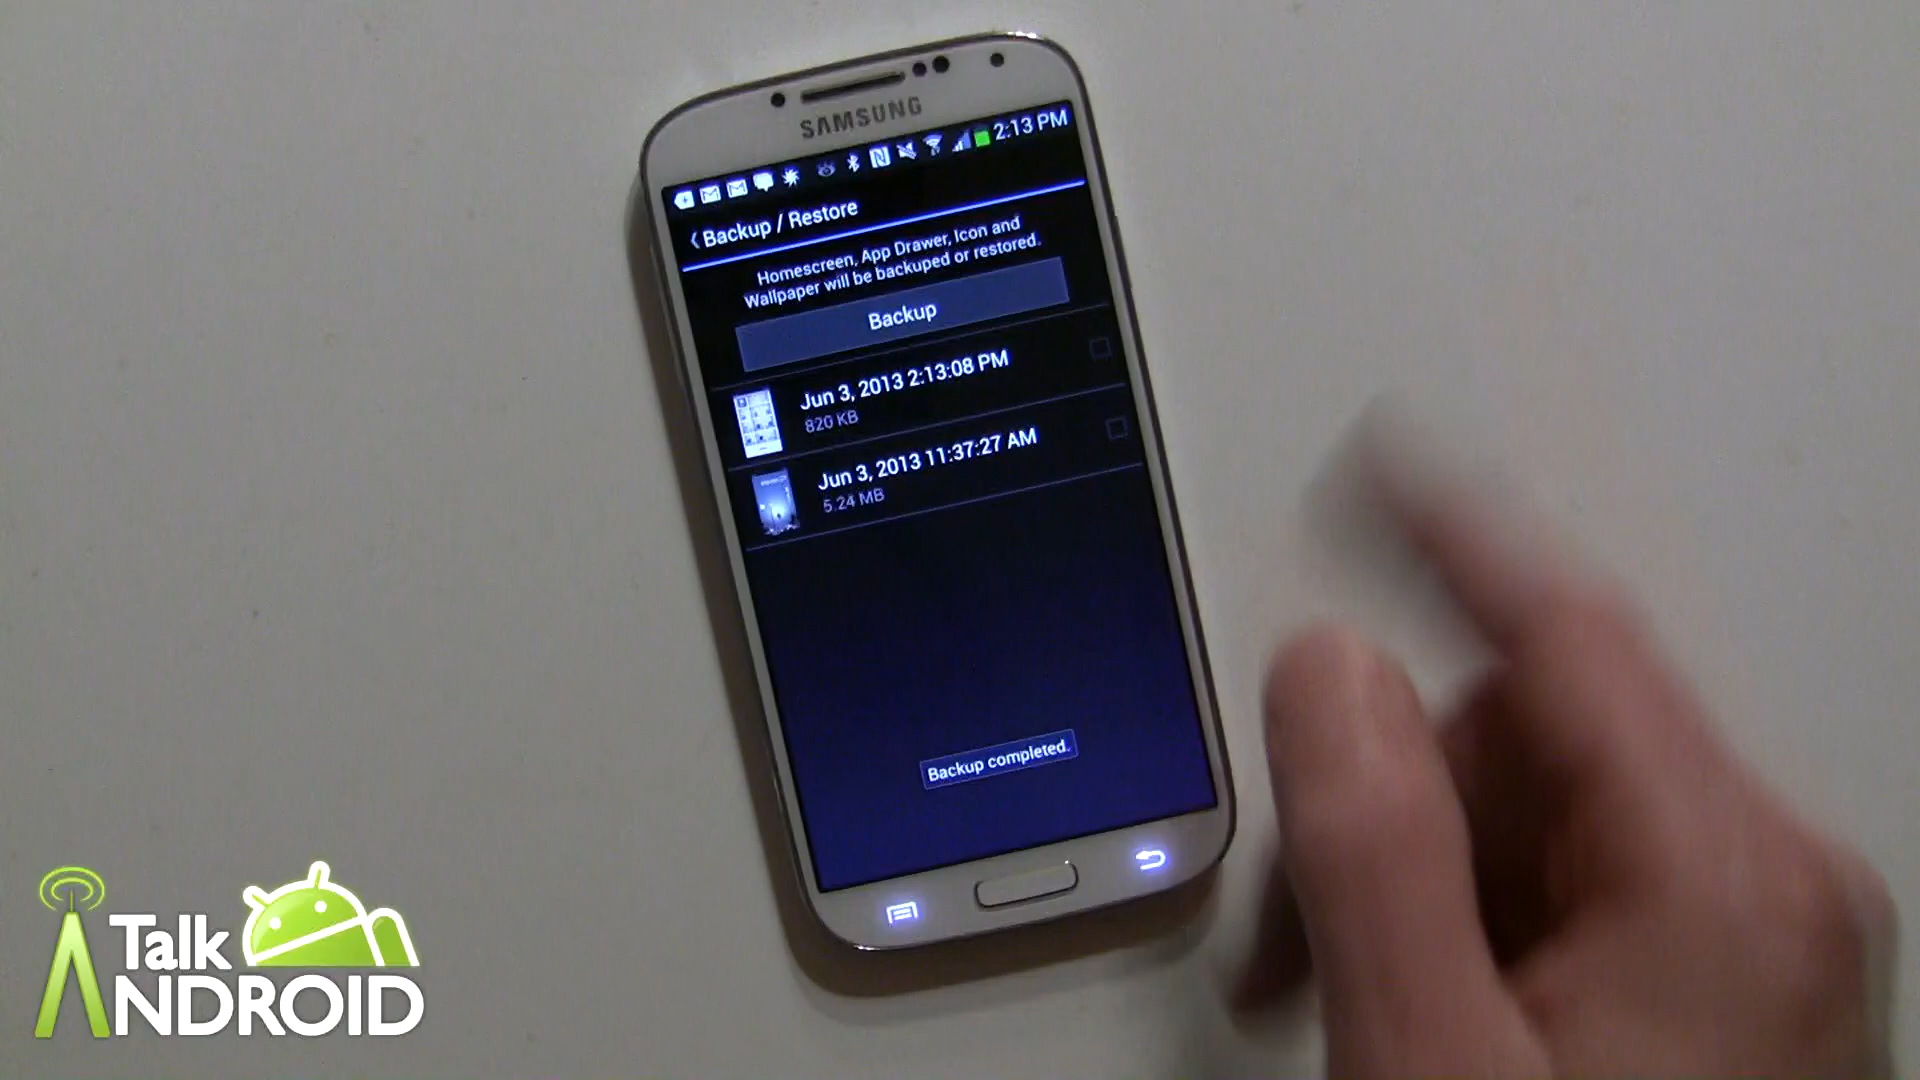 SAMSUNG
2:13 PM
Backup / Restore
Homescreen, App Drawer, Icon and
Wallpaper will be backuped or restored.
Backup
Jun 3, 2013 2:13:08 PM
820 KB
Jun 3, 2013 11:37:27 AM
5.24 MB
Backup completed.
Talk
ANDROID